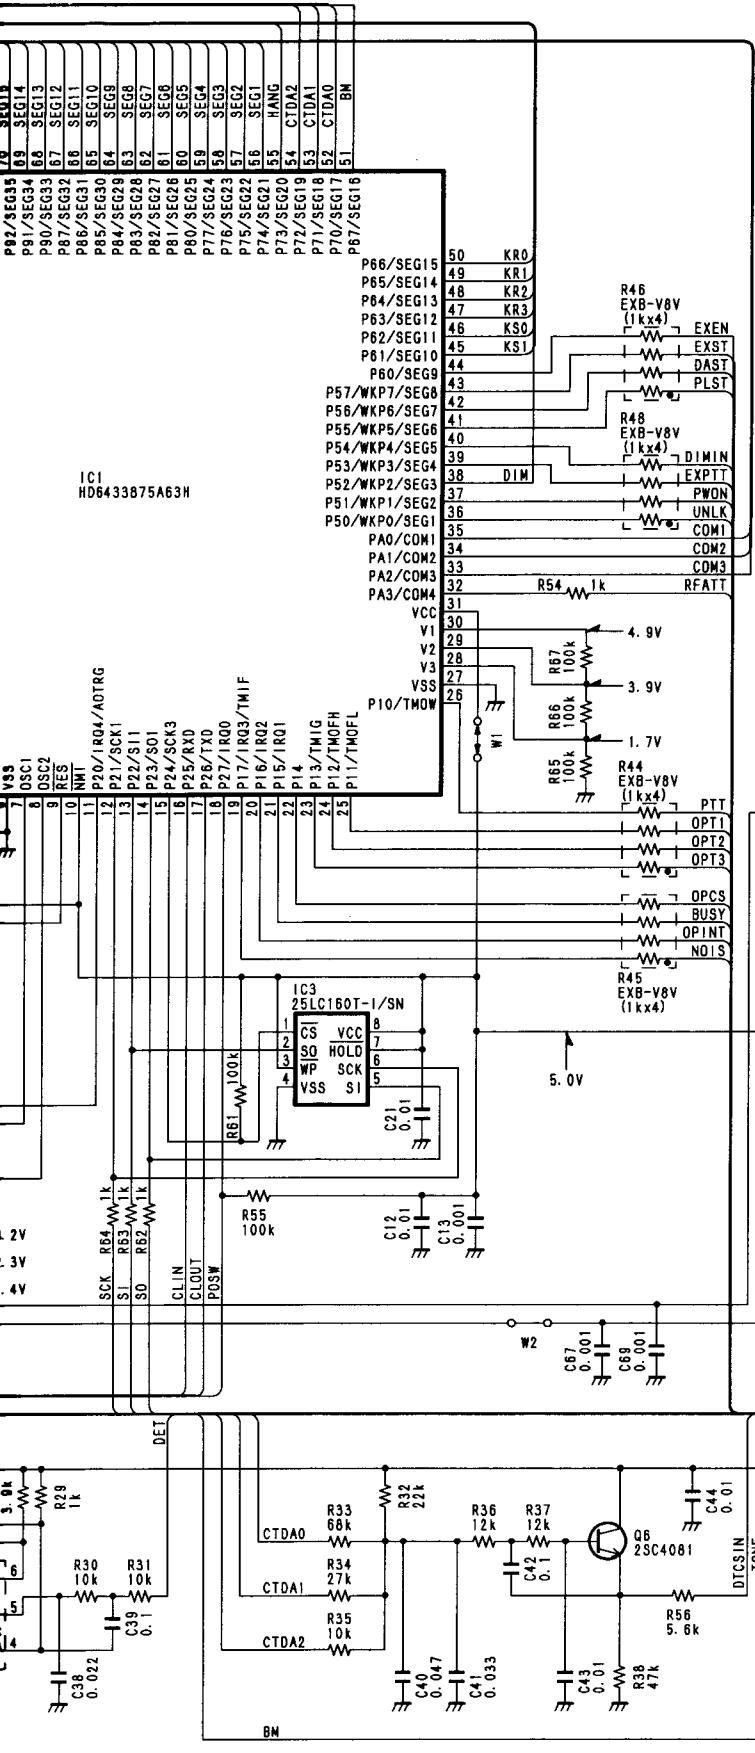 SEG15
SEG14
SEG13
SEG12
SEG11
SEG10
SEG9
SEG8
SEG7
SEG6
SEG5
SEG4
SEG3
SEG2
SEG1
HANG
CTDA2
CTDA1
CTDA0
BM
70
69
68
67
66
65
64
63
62
61
60
59
58
57
56
55
54
53
52
51
P92/SEG35
P91/SEG34
P90/SEG33
P87/SEG32
P86/SEG31
P85/SEG30
P84/SEG29
P83/SEG28
P82/SEG27
P81/SEG26
P80/SEG25
P77/SEG24
P76/SEG23
P75/SEG22
P74/SEG21
P73/SEG20
P72/SEG19
P71/SEG18
P70/SEG17
P67/SEG16
P66/SEG15 50 KR0
P65/SEG14 49 KR1
P64/SEG13 48 KR2
P63/SEG12 47 KR3
P62/SEG11 46 KS0
P61/SEG10 45 KS1
P60/SEG9 44
P57/WKP7/SEG8 43
P56/WKP6/SEG7 42
P55/WKP5/SEG6 41
P54/WKP4/SEG5 40
P53/WKP3/SEG4 39
P52/WKP2/SEG3 38 DIM
P51/WKP1/SEG2 37
P50/WKP0/SEG1 36
PA0/COM1 35
PA1/COM2 34
PA2/COM3 33
PA3/COM4 32
VCC 31
V1 30
V2 29
V3 28
VSS 27
P10/TMOW 26
IC1
HD6433875A63H
R46
EXB-V8V
(1kx4)
EXEN
EXST
DAST
PLST
R48
EXB-V8V
(1kx4)
DIMIN
EXPTT
PWON
UNLK
COM1
COM2
COM3
R54 1k RFATT
4.9V
R67
100k
3.9V
R66
100k
1.7V
R65
100k
W1
R44
EXB-V8V
(1kx4)
PTT
OPT1
OPT2
OPT3
OPCS
BUSY
OPINT
NOIS
R45
EXB-V8V
(1kx4)
VSS
OSC1
OSC2
RES
NMI
P20/IRQ4/ADTRG
P21/SCK1
P22/SI1
P23/SO1
P24/SCK3
P25/RXD
P26/TXD
P27/IRQ0
P17/IRQ3/TMIF
P16/IRQ2
P15/IRQ1
P14
P13/TMIG
P12/TMOFH
P11/TMOFL
7
8
9
10
11
12
13
14
15
16
17
18
19
20
21
22
23
24
25
IC3
25LC160T-I/SN
1 CS VCC 8
2 SO HOLD 7
3 WP SCK 6
4 VSS SI 5
R61 100k
C21
0.01
5.0V
R64 1k
R63 1k
R62 1k
R55
100k
C12
0.01
C13
0.001
2V
3V
.4V
SCK
SI
SO
CLIN
CLOUT
POSW
W2
C67
0.001
C69
0.001
DET
3.9k
R29
1k
R32
22k
C44
0.01
CTDA0
R33
68k
R36
12k
R37
12k
Q6
2SC4081
C42
0.1
6
5
4
R30
10k
R31
10k
C39
0.1
CTDA1
R34
27k
CTDA2
R35
10k
R56
5.6k
DTCSIN
C38
0.022
C40
0.047
C41
0.033
C43
0.01
R38
47k
BM